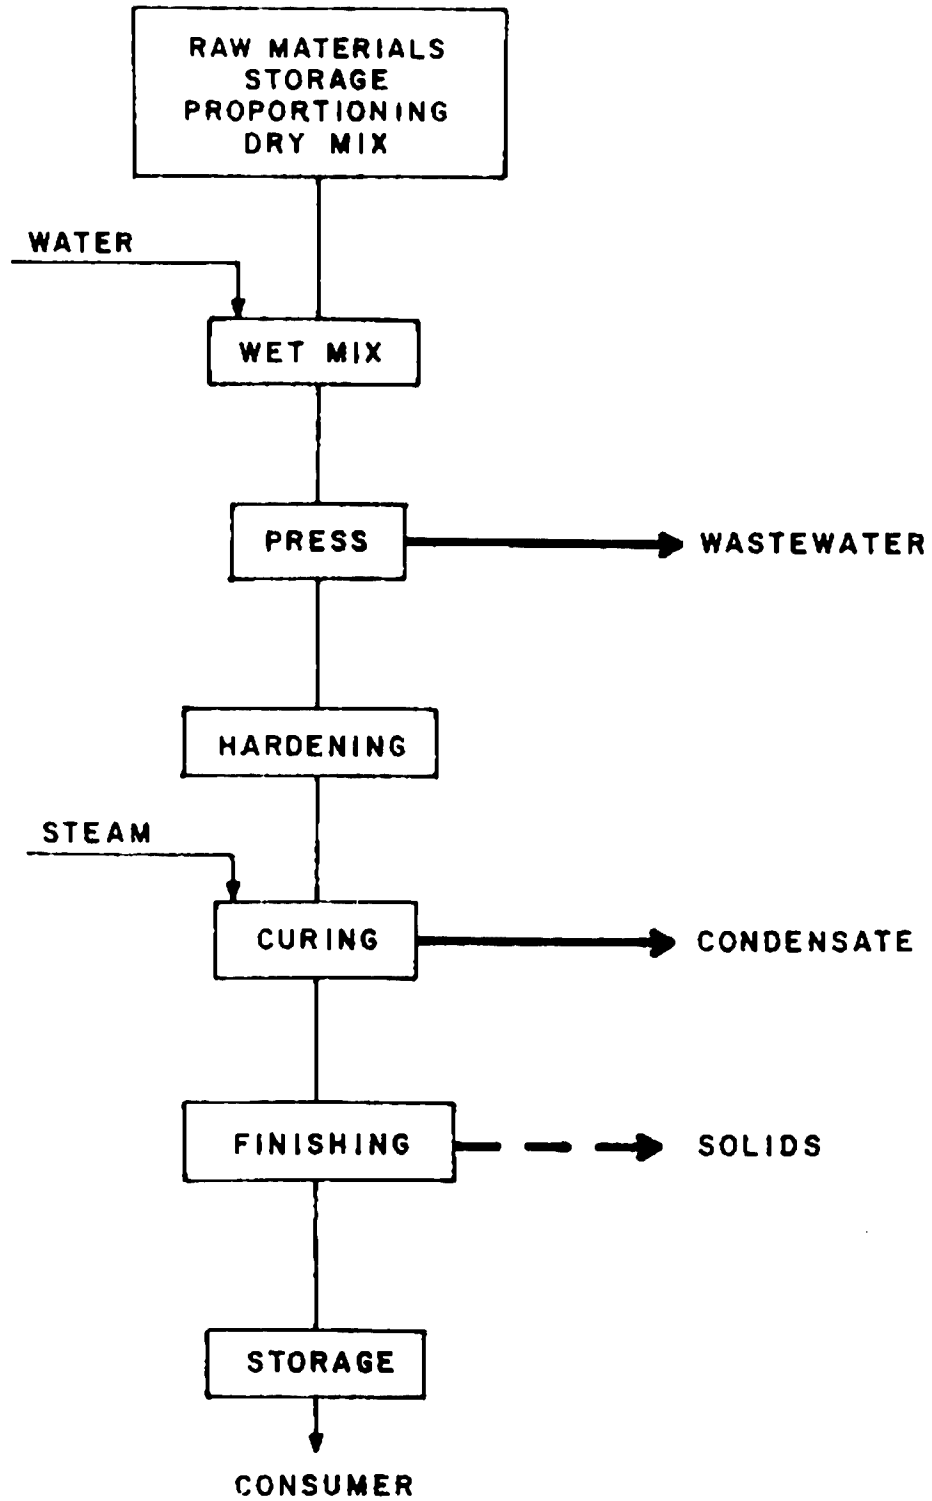 RAW MATERIALS
STORAGE
PROPORTIONING
DRY MIX
WATER
WET MIX
PRESS
WASTEWATER
HARDENING
STEAM
CURING
CONDENSATE
FINISHING
SOLIDS
STORAGE
CONSUMER